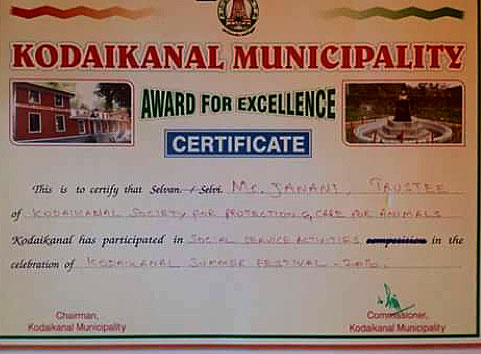 KODAIKANAL MUNICIPALITY
AWARD FOR EXCELLENCE
CERTIFICATE
This is to certify that Selvan. / Selvi. Mr. JANANI, TRUSTEE
of KODAIKANAL SOCIETY FOR PROTECTION & CARE FOR ANIMALS
Kodaikanal has participated in SOCIAL SERVICE ACTIVITIES competition in the
celebration of KODAIKANAL SUMMER FESTIVAL -
Chairman,
Kodaikanal Municipality
Commissioner,
Kodaikanal Municipality